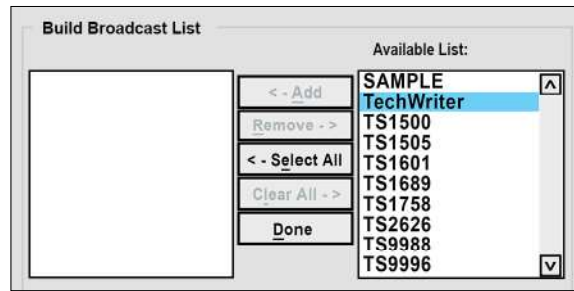 Build Broadcast List
Available List:
< - Add
Remove - >
< - Select All
Clear All - >
Done
SAMPLE
TechWriter
TS1500
TS1505
TS1601
TS1689
TS1758
TS2626
TS9988
TS9996